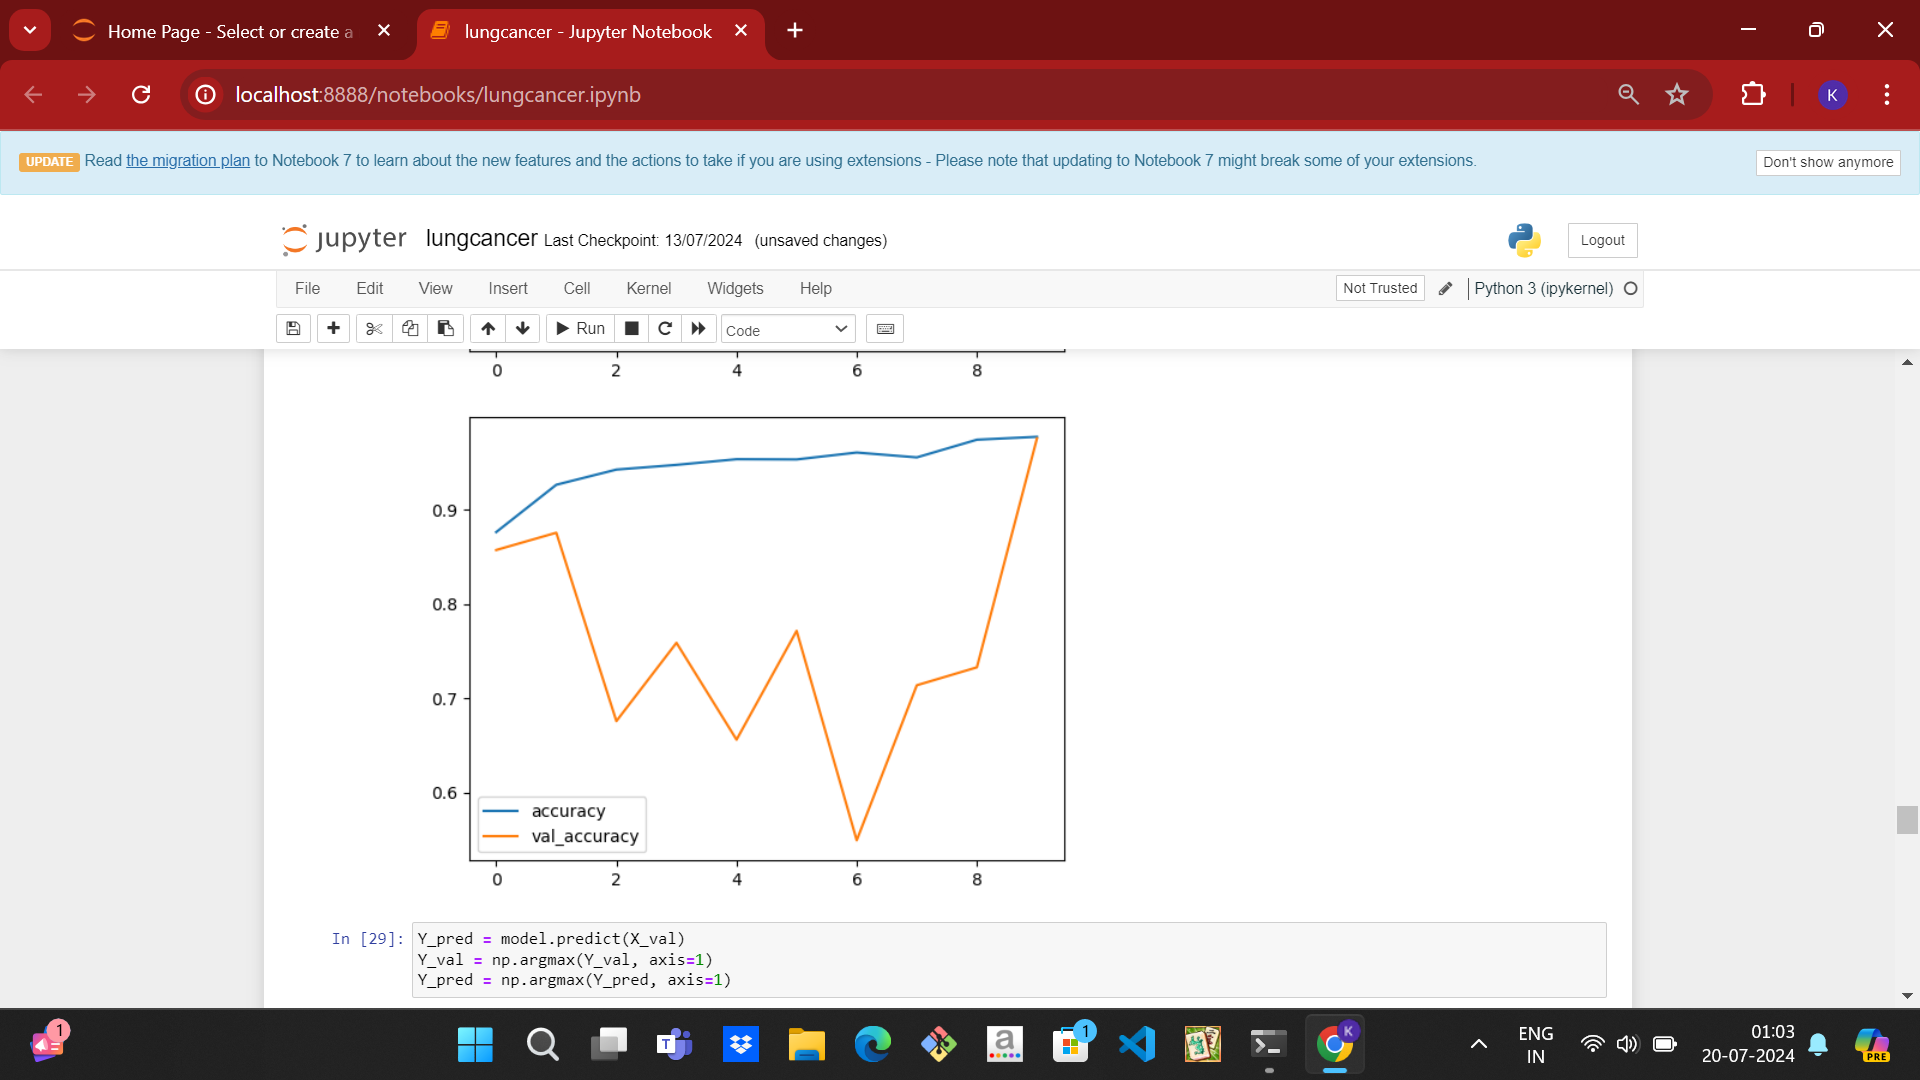 Home Page - Select or create a
lungcancer - Jupyter Notebook
localhost:8888/notebooks/lungcancer.ipynb
K
UPDATE Read the migration plan to Notebook 7 to learn about the new features and the actions to take if you are using extensions - Please note that updating to Notebook 7 might break some of your extensions.
Don't show anymore
jupyter lungcancer Last Checkpoint: 13/07/2024 (unsaved changes)
Logout
File Edit View Insert Cell Kernel Widgets Help
Not Trusted
Python 3 (ipykernel)
Run
Code
0 2 4 6 8
0.9
0.8
0.7
0.6
accuracy
val_accuracy
0 2 4 6 8
In [29]: Y_pred = model.predict(X_val)
Y_val = np.argmax(Y_val, axis=1)
Y_pred = np.argmax(Y_pred, axis=1)
1
T
a
1
K
ENG
IN
01:03
20-07-2024
PRE